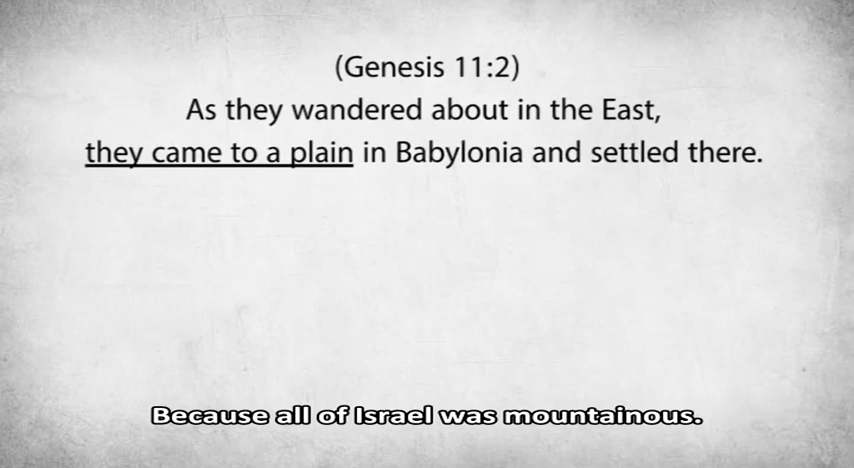 (Genesis 11:2)
As they wandered about in the East,
they came to a plain in Babylonia and settled there.
Because all of Israel was mountainous.